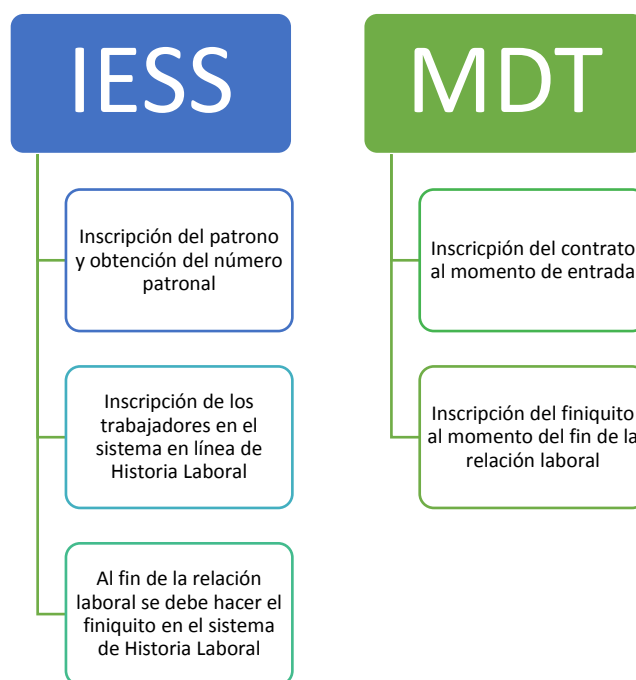 IESS
Inscripción del patrono
y obtención del número
patronal
Inscripción de los
trabajadores en el
sistema en línea de
Historia Laboral
Al fin de la relación
laboral se debe hacer el
finiquito en el sistema
de Historia Laboral
MDT
Inscricpión del contrato
al momento de entrada
Inscripción del finiquito
al momento del fin de la
relación laboral